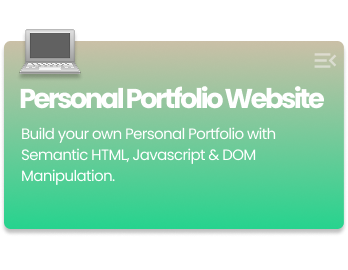 Personal Portfolio Website
Build your own Personal Portfolio with
Semantic HTML, Javascript & DOM
Manipulation.